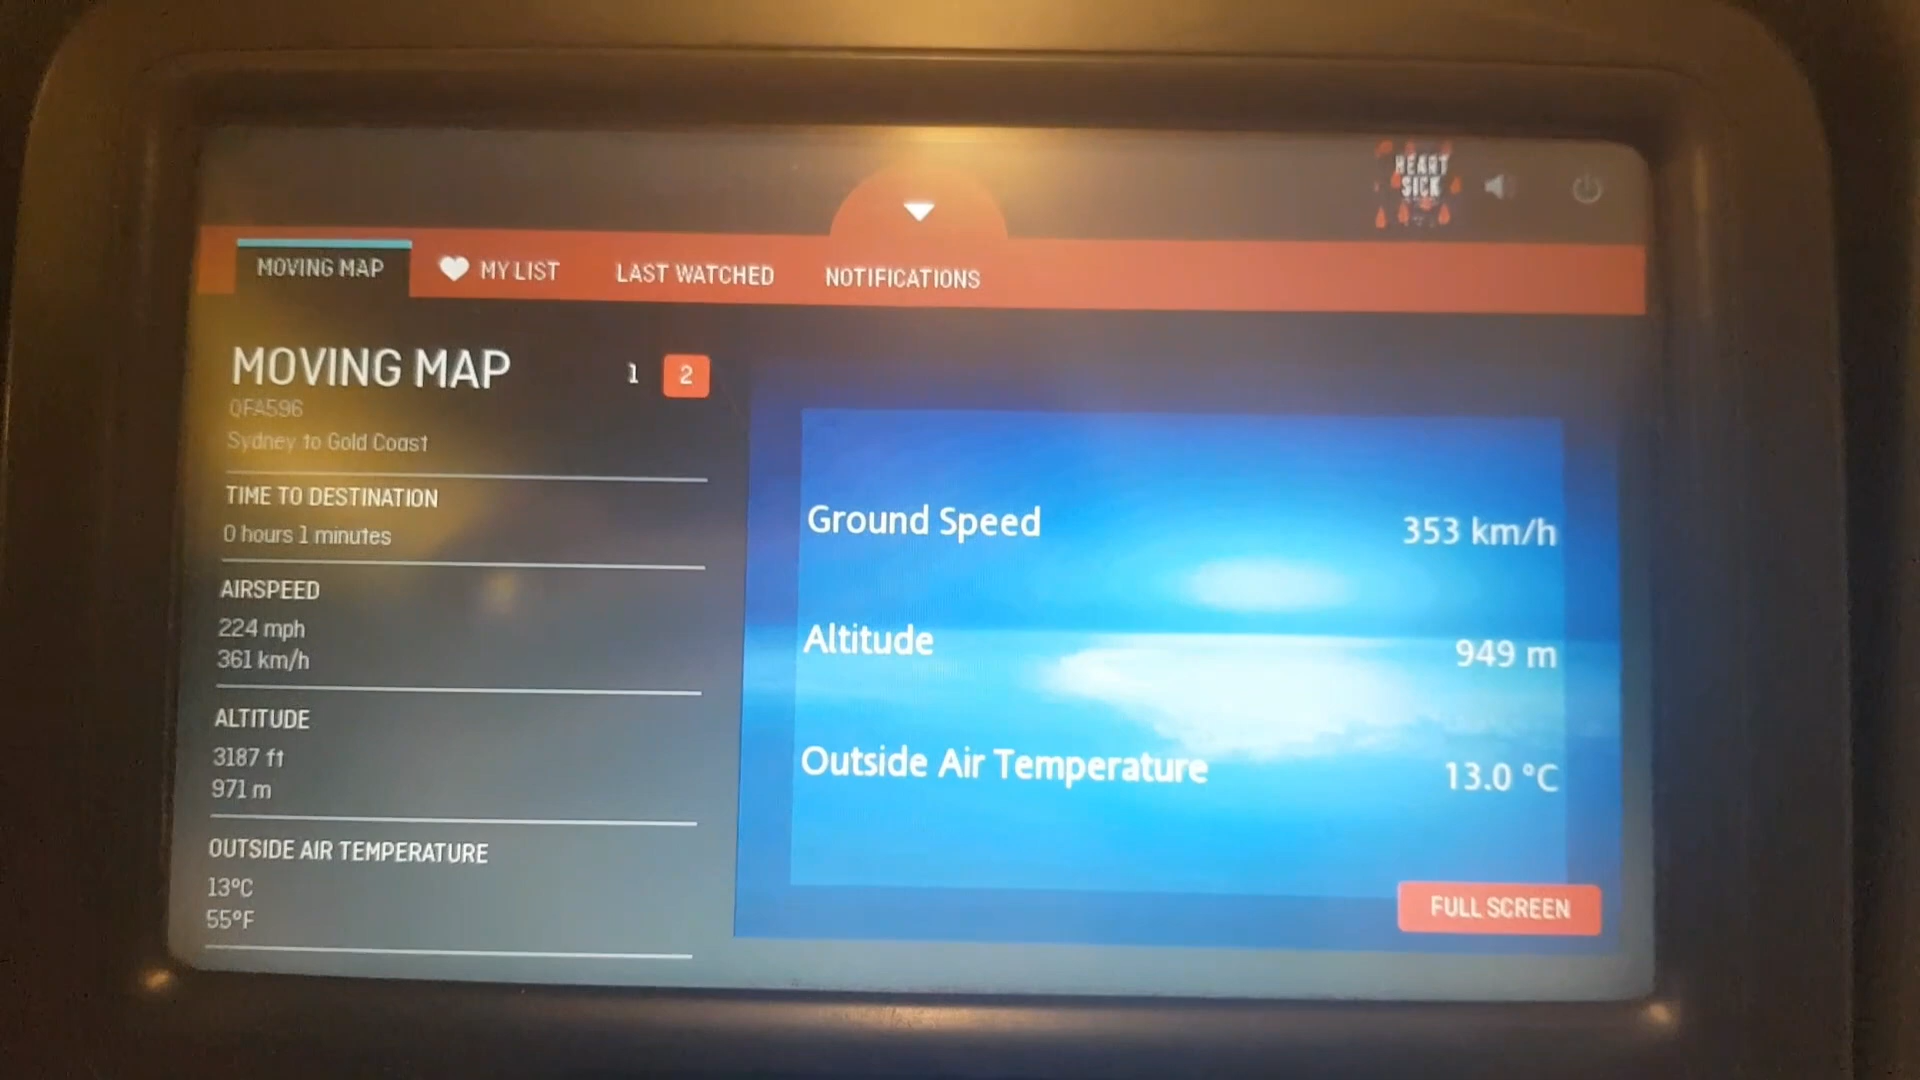 HEART
SICK
MOVING MAP
MY LIST
LAST WATCHED
NOTIFICATIONS
MOVING MAP
1
2
QFA596
Sydney to Gold Coast
TIME TO DESTINATION
0 hours 1 minutes
AIRSPEED
224 mph
361 km/h
ALTITUDE
3187 ft
971 m
OUTSIDE AIR TEMPERATURE
13°C
55°F
Ground Speed
353 km/h
Altitude
949 m
Outside Air Temperature
13.0 °C
FULL SCREEN